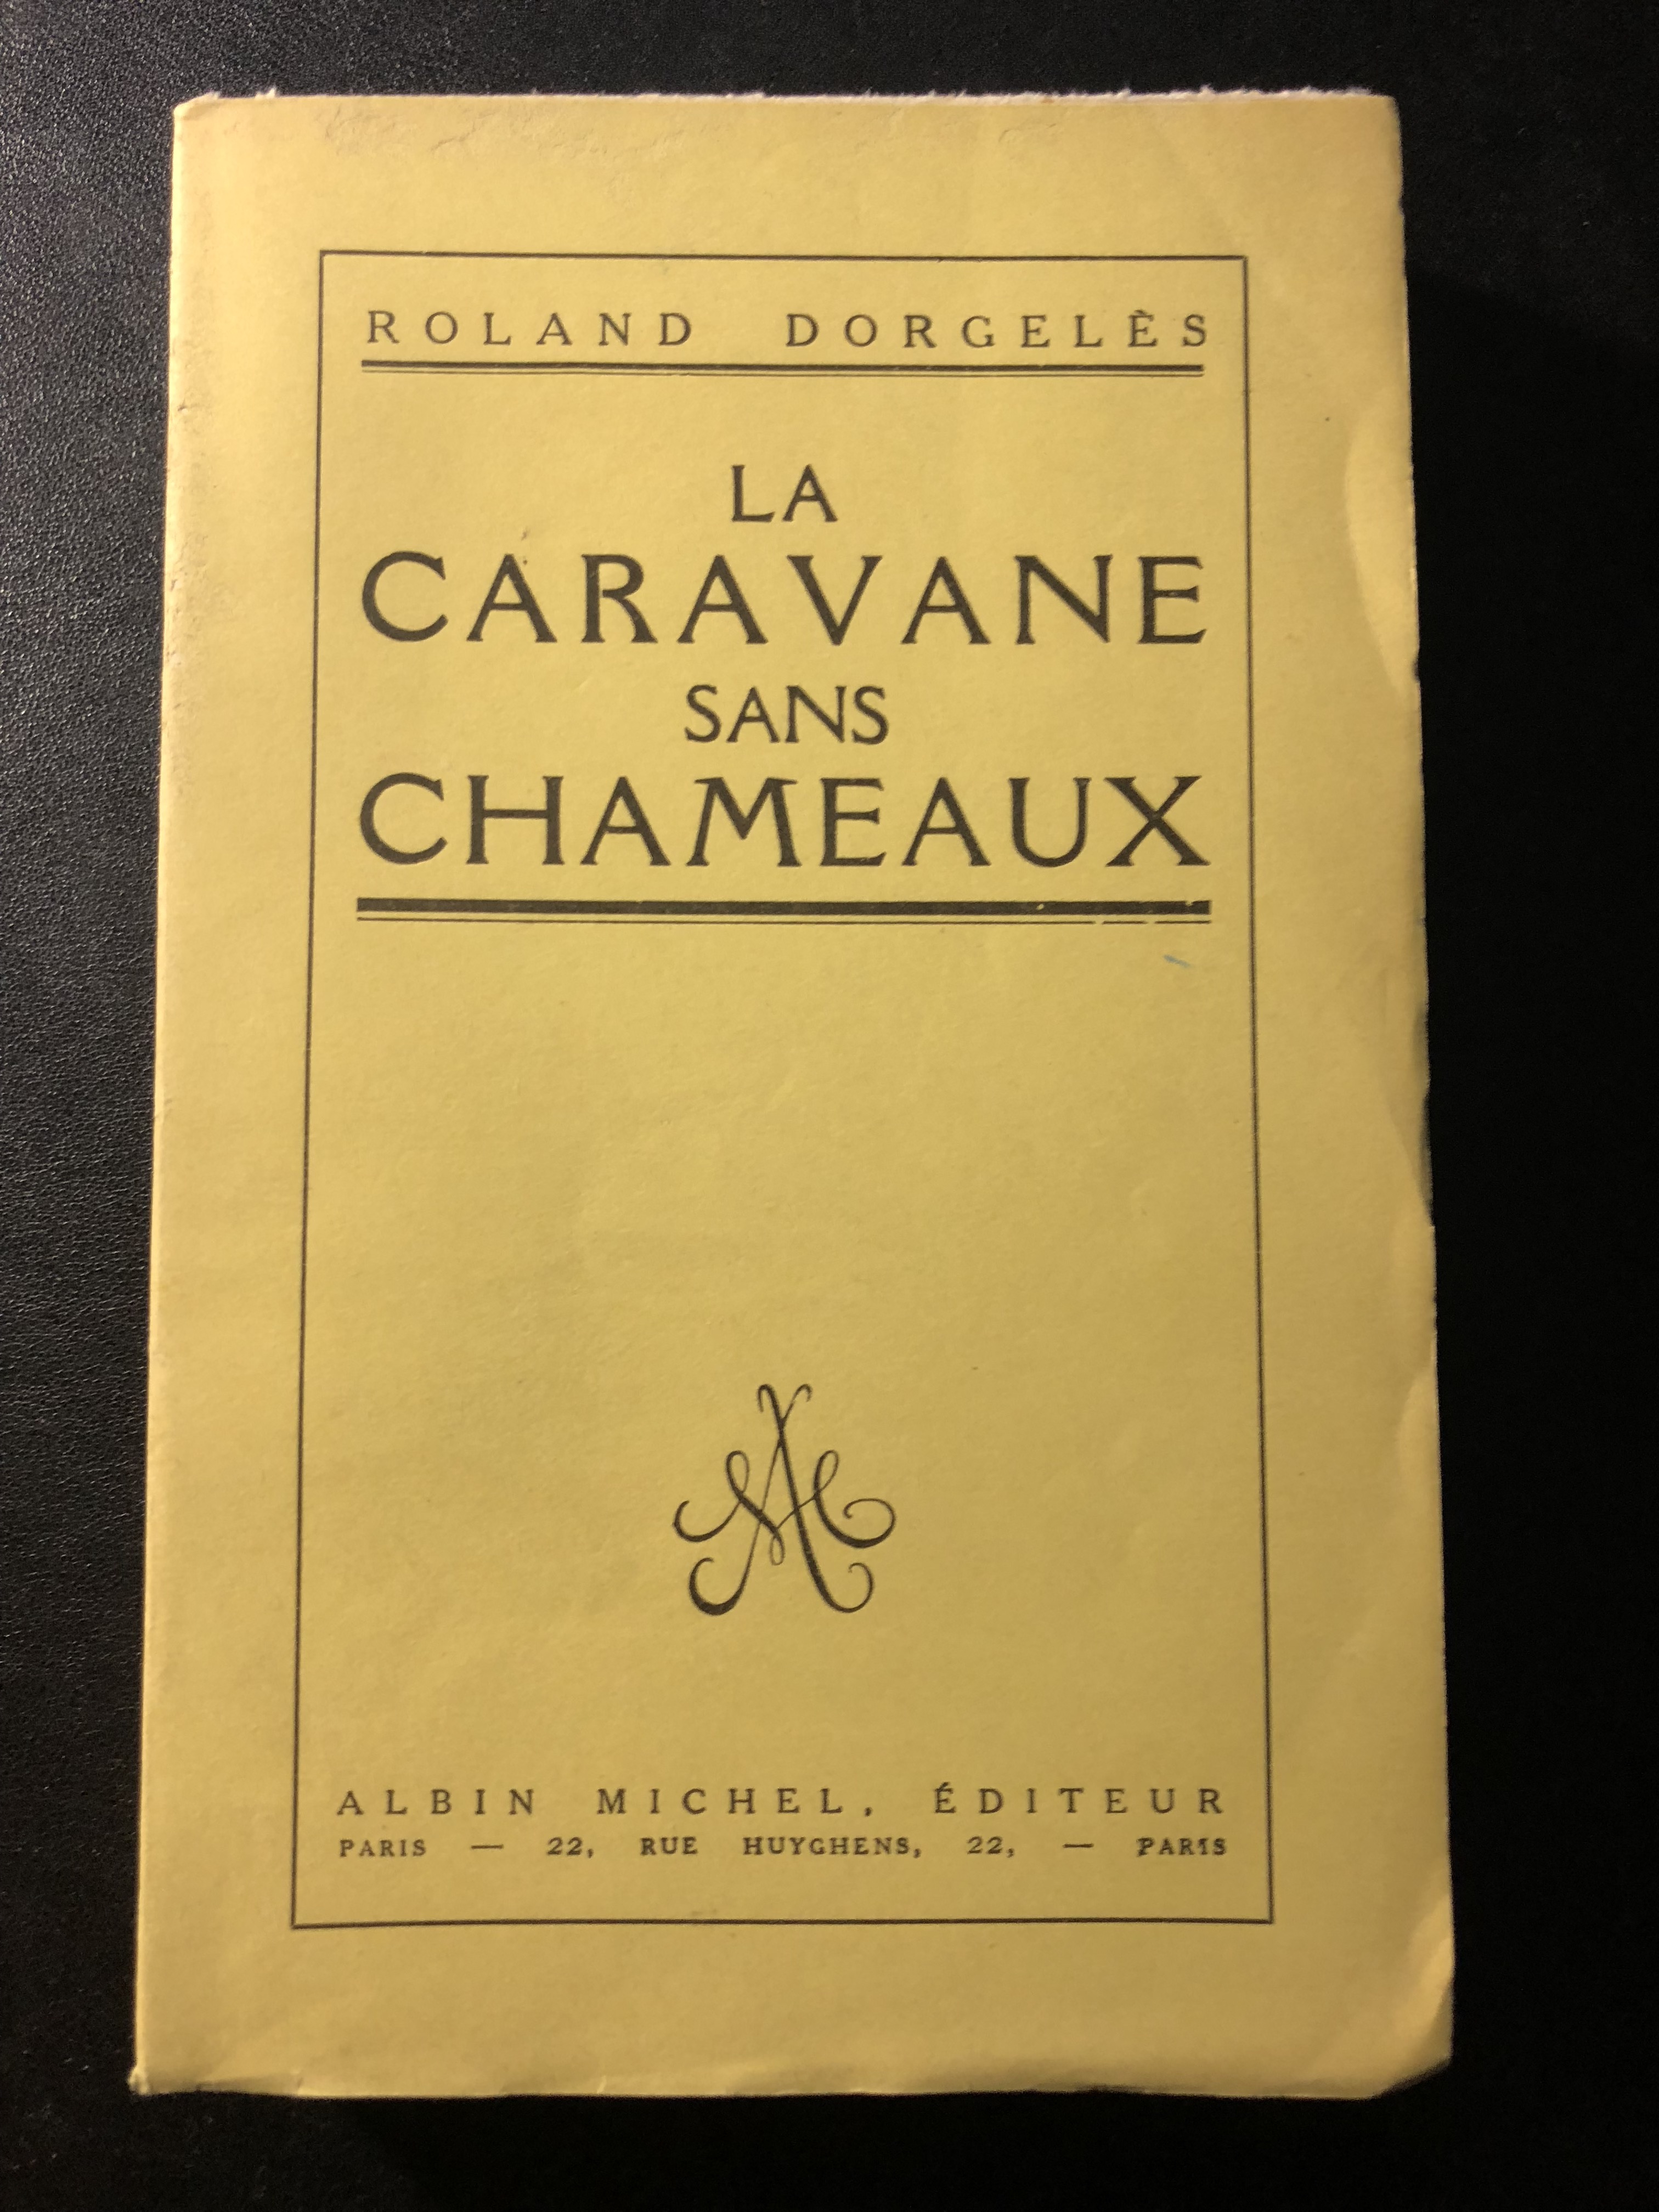 ROLAND DORGELÈS
LA
CARAVANE
SANS
CHAMEAUX
ALBIN MICHEL, ÉDITEUR
PARIS — 22, RUE HUYGHENS, 22, — PARIS